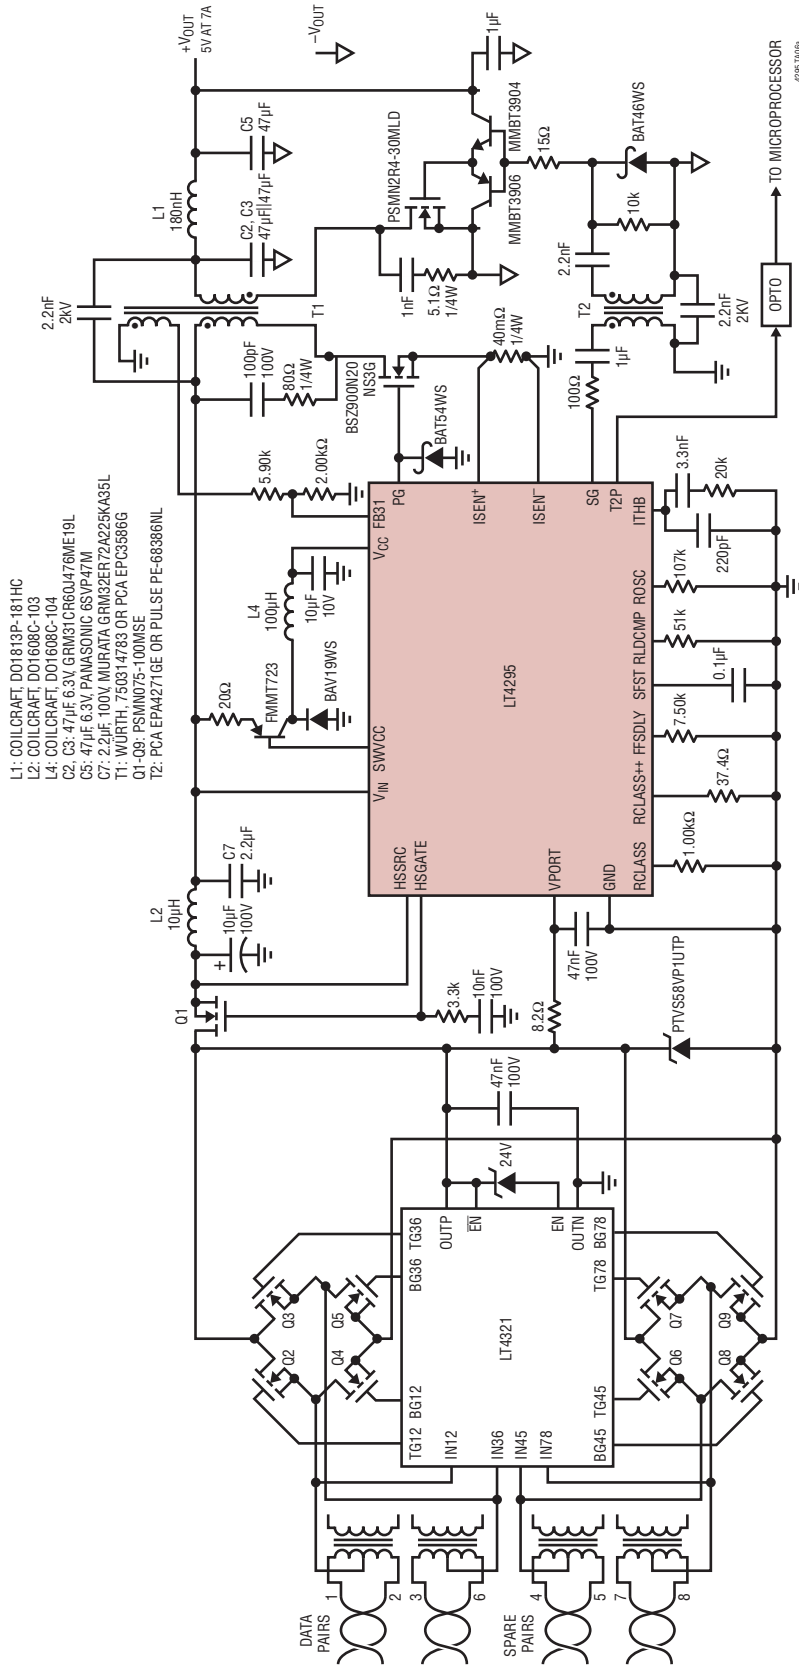 L1: COILCRAFT, DO1813P-181HC
L2: COILCRAFT, DO1608C-103
L4: COILCRAFT, DO1608C-104
C2, C3: 47µF, 6.3V, GRM31CR60J476ME19L
C5: 47µF 6.3V, PANASONIC 6SVP47M
C7: 2.2µF, 100V, MURATA GRM32ER72A225KA35L
T1: WÜRTH, 750314783 OR PCA EPC3586G
Q1-Q9: PSMN075-100MSE
T2: PCA EPA4271GE OR PULSE PE-68386NL
DATA
PAIRS
1
2
3
6
SPARE
PAIRS
4
5
7
8
Q2
Q3
Q4
Q5
TG12
BG12
BG36
TG36
IN12
IN36
IN45
IN78
LT4321
OUTP
EN
EN
OUTN
BG45
TG45
TG78
BG78
Q6
Q7
Q8
Q9
24V
47nF
100V
Q1
3.3k
10nF
100V
8.2Ω
PTVS58VP1UTP
+
10µF
100V
L2
10µH
C7
2.2µF
47nF
100V
HSSRC
HSGATE
VPORT
GND
VIN
SWVCC
VCC
FB31
LT4295
PG
ISEN+
ISEN–
SG
T2P
RCLASS
RCLASS++
FFSDLY
SFST
RLDCMP
ROSC
ITHB
1.00kΩ
37.4Ω
7.50k
0.1µF
51k
107k
220pF
3.3nF
20k
20Ω
FMMT723
BAV19WS
L4
100µH
10µF
10V
5.90k
2.00kΩ
BAT54WS
100pF
100V
80Ω
1/4W
BSZ900N20
NS3G
40mΩ
1/4W
100Ω
1µF
T2
2.2nF
2KV
2.2nF
10k
BAT46WS
15Ω
OPTO
TO MICROPROCESSOR
2.2nF
2kV
T1
L1
180nH
C2, C3
47µF||47µF
C5
47µF
1nF
5.1Ω
1/4W
PSMN2R4-30MLD
MMBT3906
MMBT3904
1µF
+VOUT
5V AT 7A
–VOUT
4295 TA06a